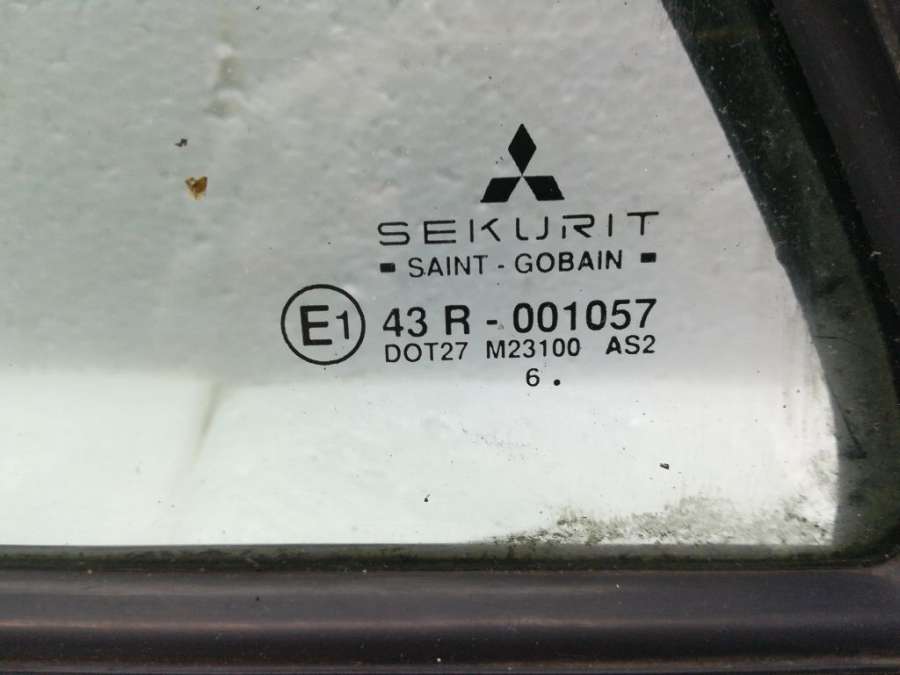 SEKURIT
SAINT - GOBAIN
E1 43 R - 001057
DOT27 M23100 AS2
6 .